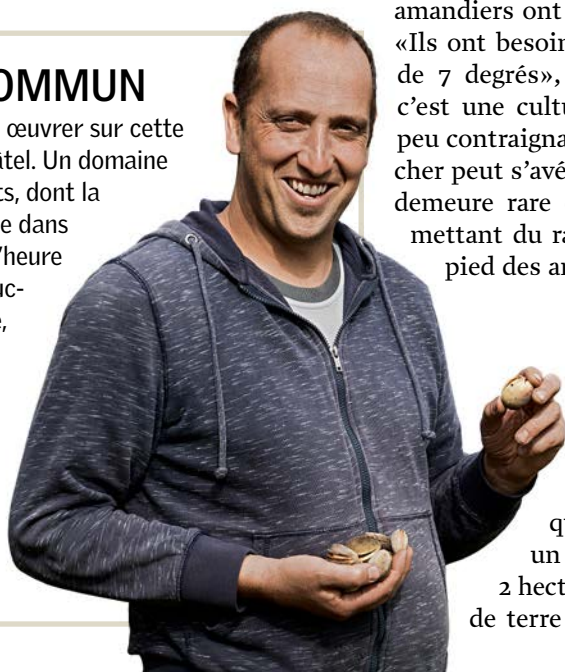 OMMUN
œuvrer sur cette
âtel. Un domaine
ts, dont la
e dans
'heure
uc-
e,
amandiers ont
«Ils ont besoin
de 7 degrés»,
c'est une cultu
peu contraigna
cher peut s'avé
demeure rare
mettant du ra
pied des ar
qu
un
2 hect
de terre